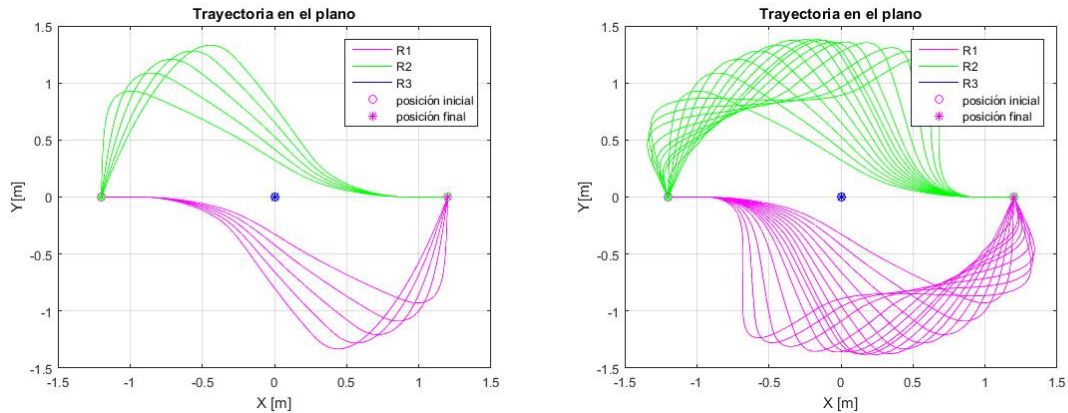 Trayectoria en el plano
1.5
1
0.5
0
-0.5
-1
-1.5
Y[m]
-1.5 -1 -0.5 0 0.5 1 1.5
X [m]
R1
R2
R3
posición inicial
posición final
Trayectoria en el plano
1.5
1
0.5
0
-0.5
-1
-1.5
Y[m]
-1.5 -1 -0.5 0 0.5 1 1.5
X [m]
R1
R2
R3
posición inicial
posición final